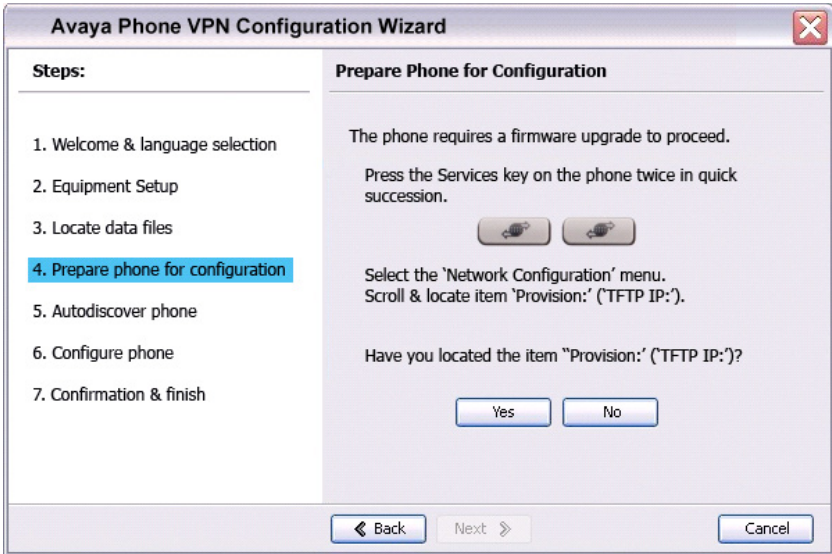 Avaya Phone VPN Configuration Wizard
Steps:
1. Welcome & language selection
2. Equipment Setup
3. Locate data files
4. Prepare phone for configuration
5. Autodiscover phone
6. Configure phone
7. Confirmation & finish
Prepare Phone for Configuration
The phone requires a firmware upgrade to proceed.
Press the Services key on the phone twice in quick
succession.
Select the ‘Network Configuration’ menu.
Scroll & locate item ‘Provision:’ (‘TFTP IP:’).
Have you located the item “Provision:’ (‘TFTP IP:’)?
Yes No
Back Next Cancel